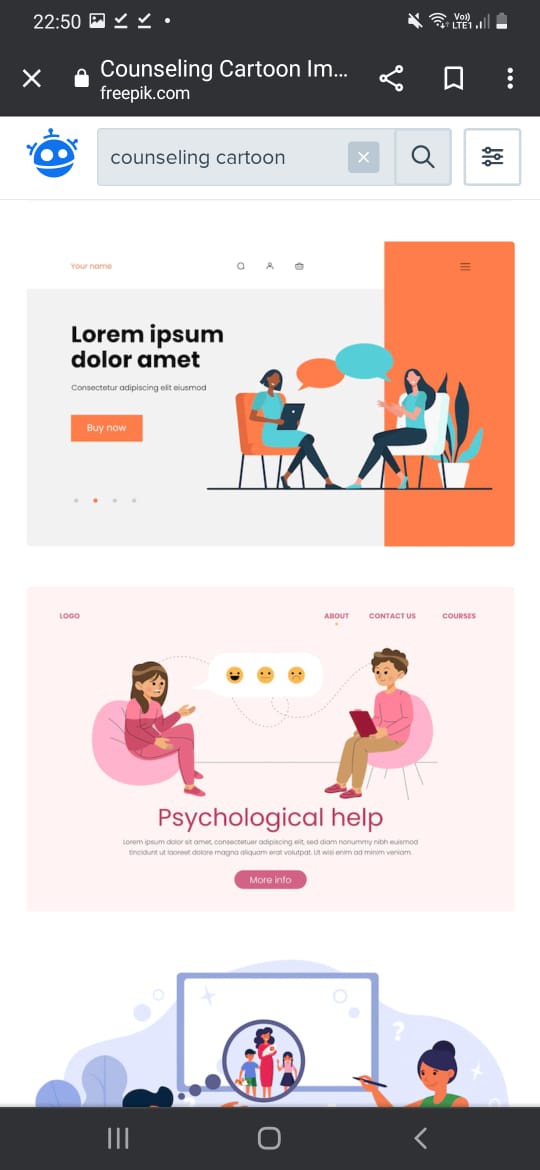 22:50
Vo))
LTE1
Counseling Cartoon Im...
freepik.com
counseling cartoon
Your name
Lorem ipsum
dolor amet
Consectetur adipiscing elit eiusmod
Buy now
LOGO
ABOUT
CONTACT US
COURSES
Psychological help
Lorem ipsum dolor sit amet, consectetuer adipiscing elit, sed diam nonummy nibh euismod
tincidunt ut laoreet dolore magna aliquam erat volutpat. Ut wisi enim ad minim veniam.
More info
?